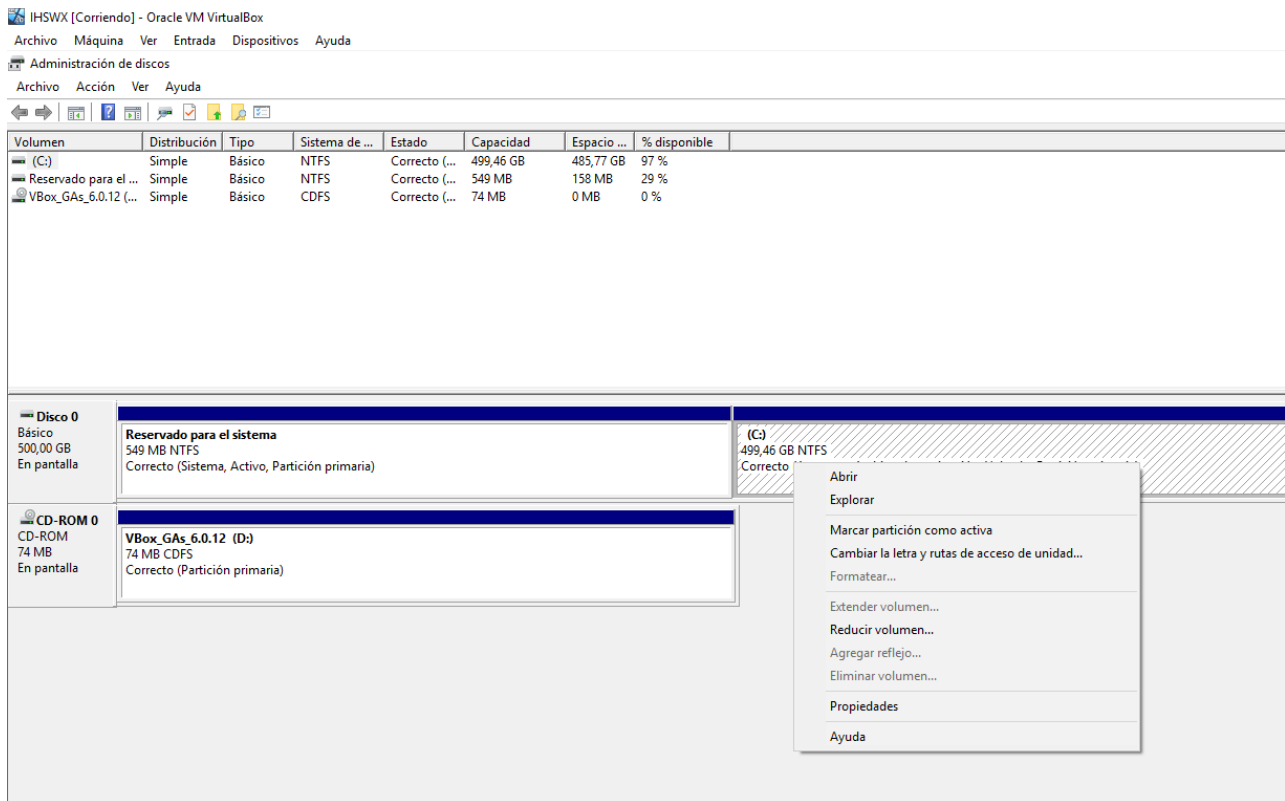 IHSWX [Corriendo] - Oracle VM VirtualBox
Archivo Máquina Ver Entrada Dispositivos Ayuda
Administración de discos
Archivo Acción Ver Ayuda
Volumen Distribución Tipo Sistema de ... Estado Capacidad Espacio ... % disponible
(C:) Simple Básico NTFS Correcto (... 499,46 GB 485,77 GB 97 %
Reservado para el ... Simple Básico NTFS Correcto (... 549 MB 158 MB 29 %
VBox_GAs_6.0.12 (... Simple Básico CDFS Correcto (... 74 MB 0 MB 0 %
Disco 0
Básico
500,00 GB
En pantalla
Reservado para el sistema
549 MB NTFS
Correcto (Sistema, Activo, Partición primaria)
(C:)
499,46 GB NTFS
Correcto
CD-ROM 0
CD-ROM
74 MB
En pantalla
VBox_GAs_6.0.12 (D:)
74 MB CDFS
Correcto (Partición primaria)
Abrir
Explorar
Marcar partición como activa
Cambiar la letra y rutas de acceso de unidad...
Formatear...
Extender volumen...
Reducir volumen...
Agregar reflejo...
Eliminar volumen...
Propiedades
Ayuda